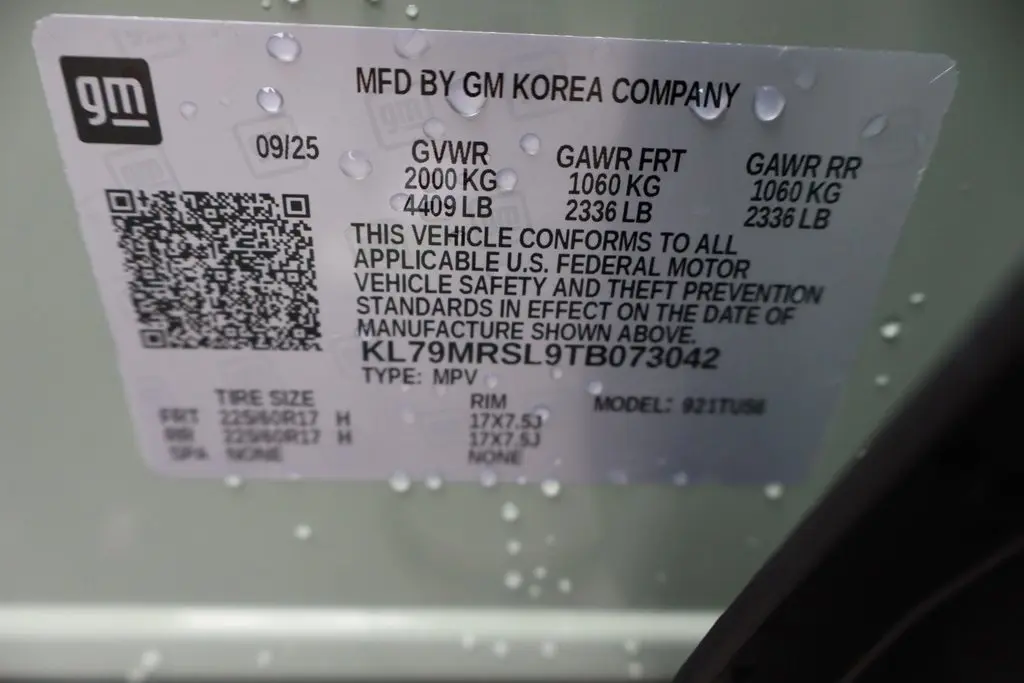 gm
MFD BY GM KOREA COMPANY
09/25
GVWR GAWR FRT GAWR RR
2000 KG 1060 KG 1060 KG
4409 LB 2336 LB 2336 LB
THIS VEHICLE CONFORMS TO ALL
APPLICABLE U.S. FEDERAL MOTOR
VEHICLE SAFETY AND THEFT PREVENTION
STANDARDS IN EFFECT ON THE DATE OF
MANUFACTURE SHOWN ABOVE.
KL79MRSL9TB073042
TYPE: MPV
TIRE SIZE RIM MODEL: 921TUS6
FRT 225/60R17 H 17X7.5J
RR 225/60R17 H 17X7.5J
SPA NONE NONE